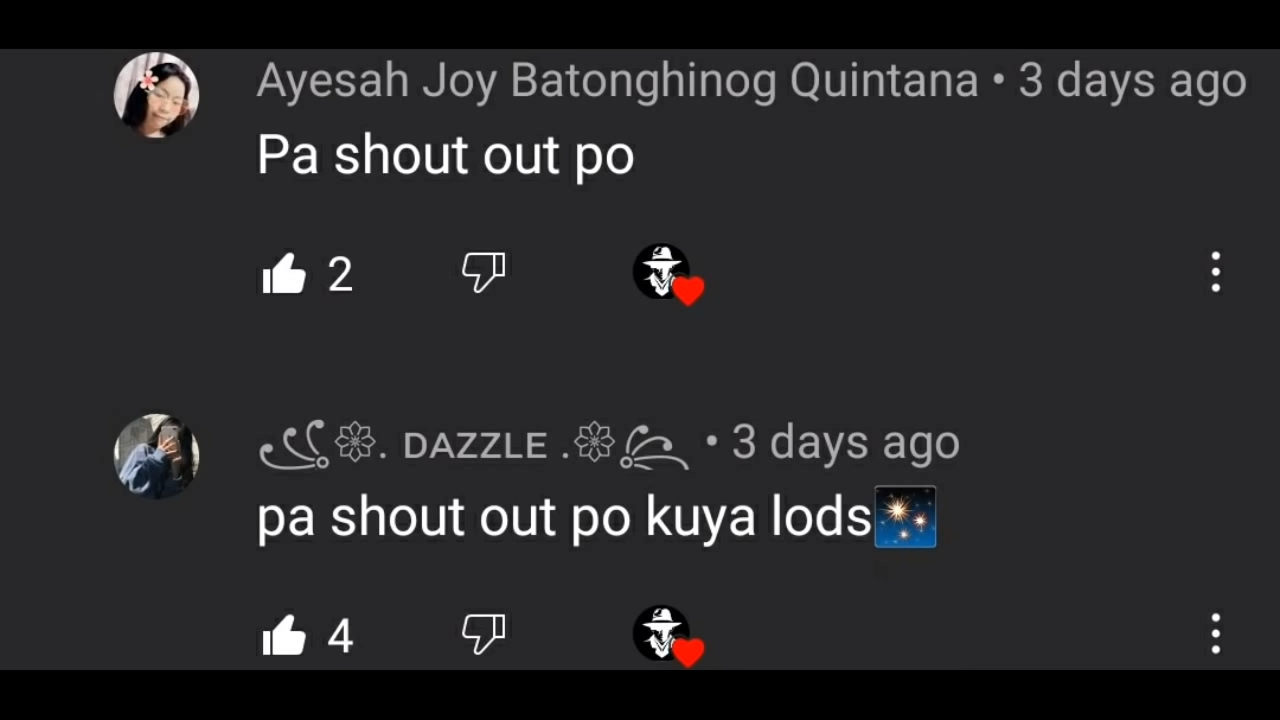 Ayesah Joy Batonghinog Quintana • 3 days ago
Pa shout out po
2
. ᴅᴀᴢᴢʟᴇ . • 3 days ago
pa shout out po kuya lods🎇
4